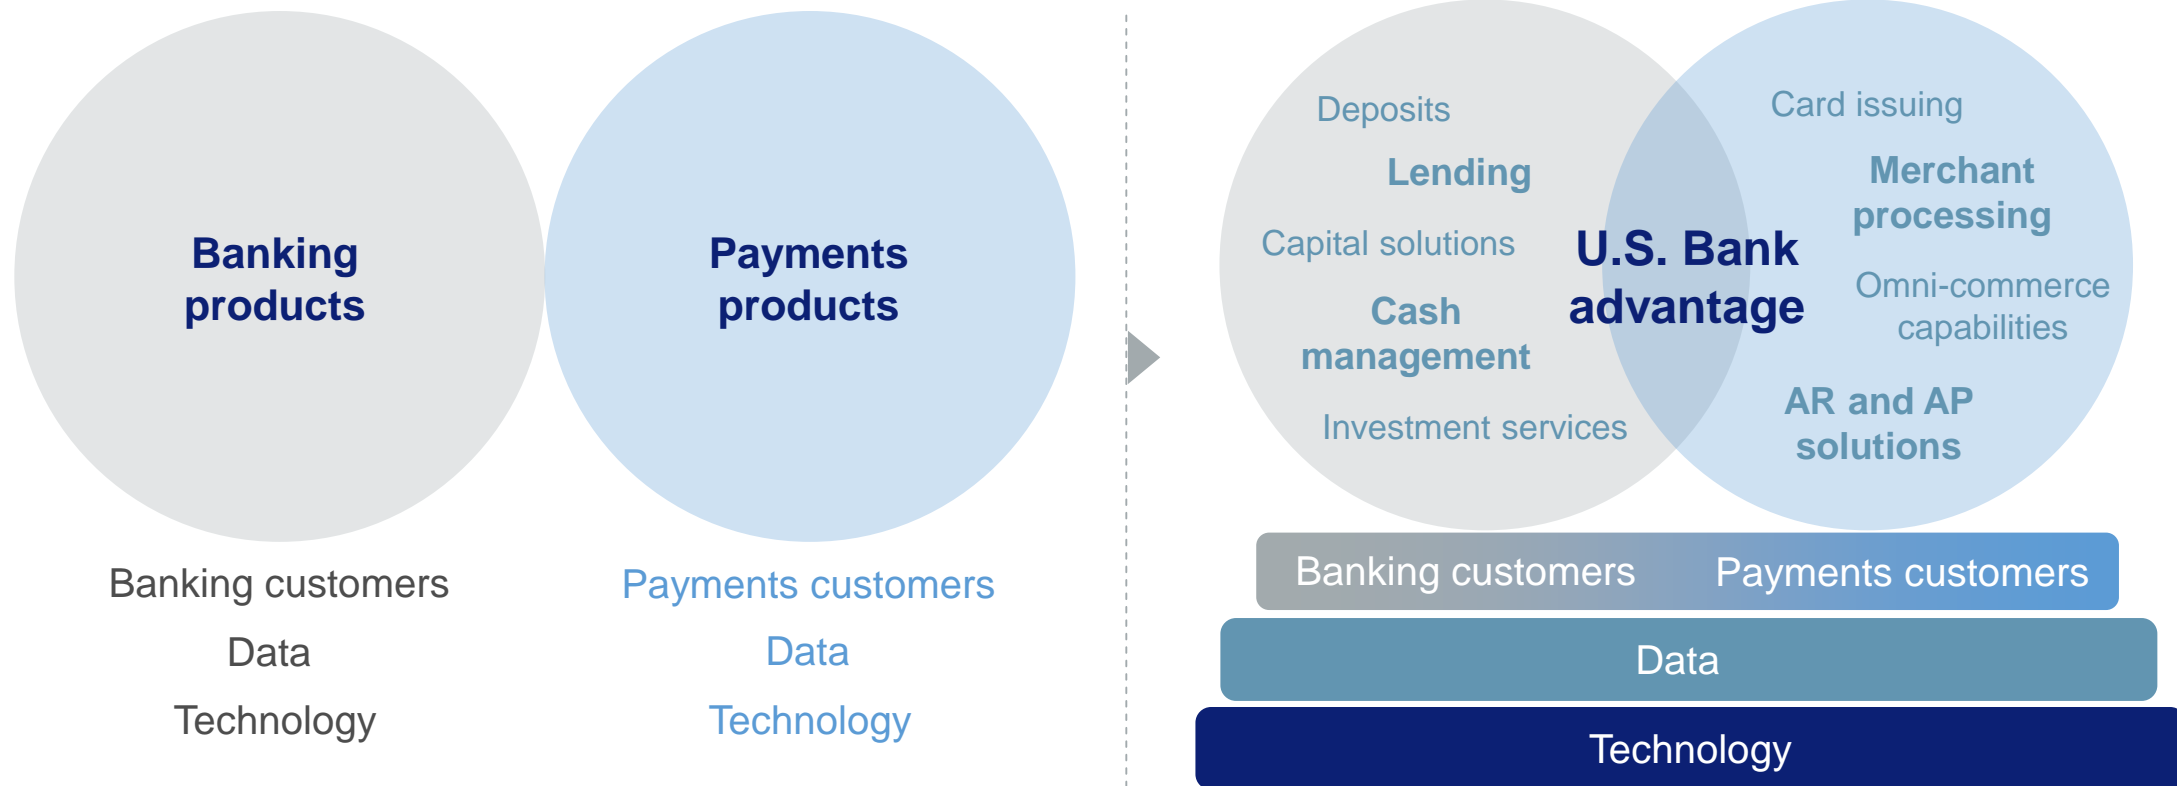 Banking
products
Payments
products
Banking customers
Data
Technology
Payments customers
Data
Technology
Deposits
Lending
Capital solutions
Cash
management
Investment services
U.S. Bank
advantage
Card issuing
Merchant
processing
Omni-commerce
capabilities
AR and AP
solutions
Banking customers
Payments customers
Data
Technology